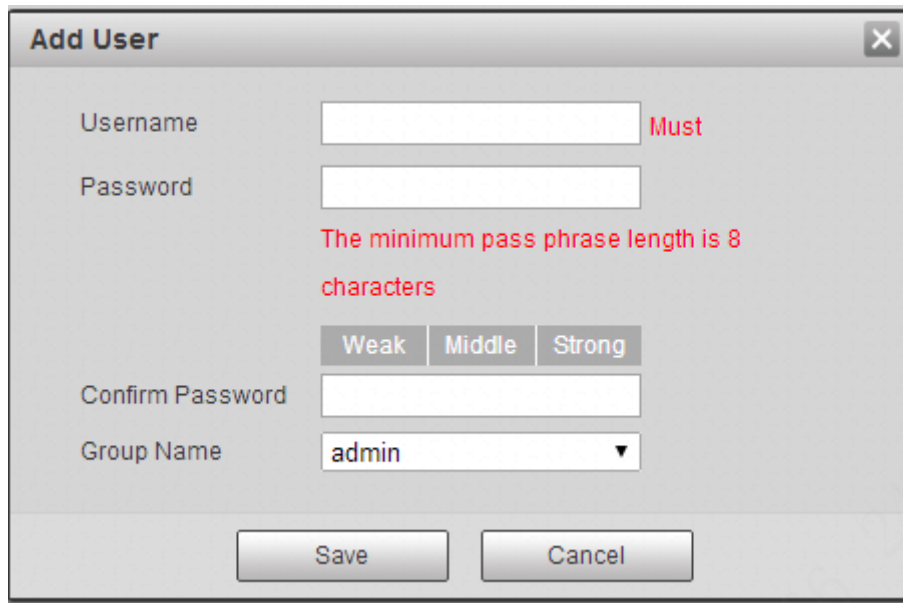 Add User
Username
Must
Password
The minimum pass phrase length is 8
characters
Weak Middle Strong
Confirm Password
Group Name
admin
Save Cancel